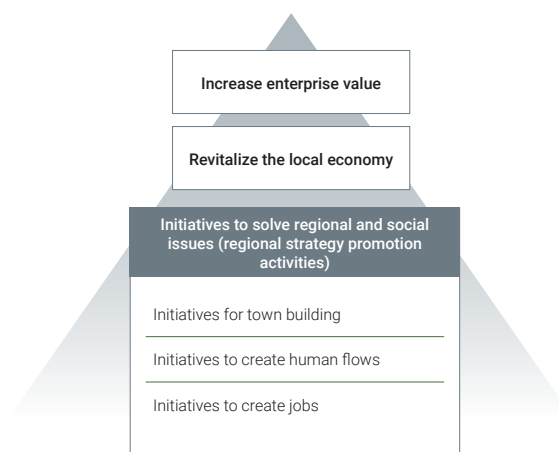 Increase enterprise value
Revitalize the local economy
Initiatives to solve regional and social
issues (regional strategy promotion
activities)
Initiatives for town building
Initiatives to create human flows
Initiatives to create jobs